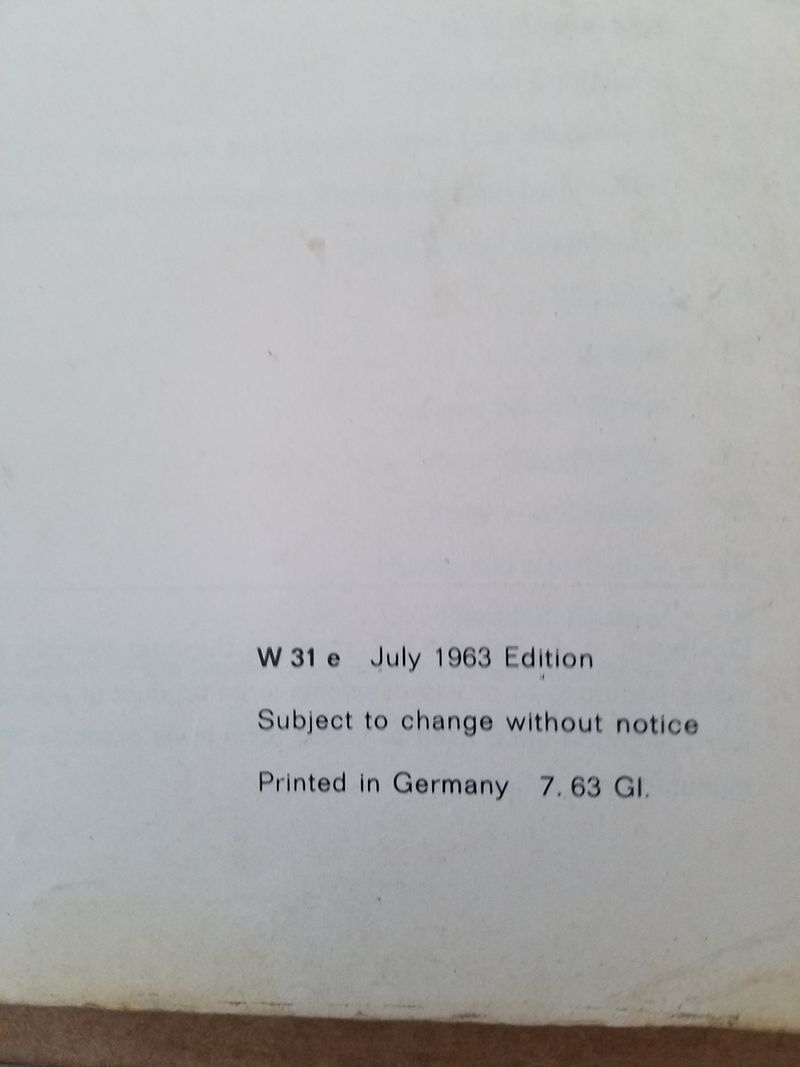 W 31 e July 1963 Edition
Subject to change without notice
Printed in Germany 7. 63 Gl.